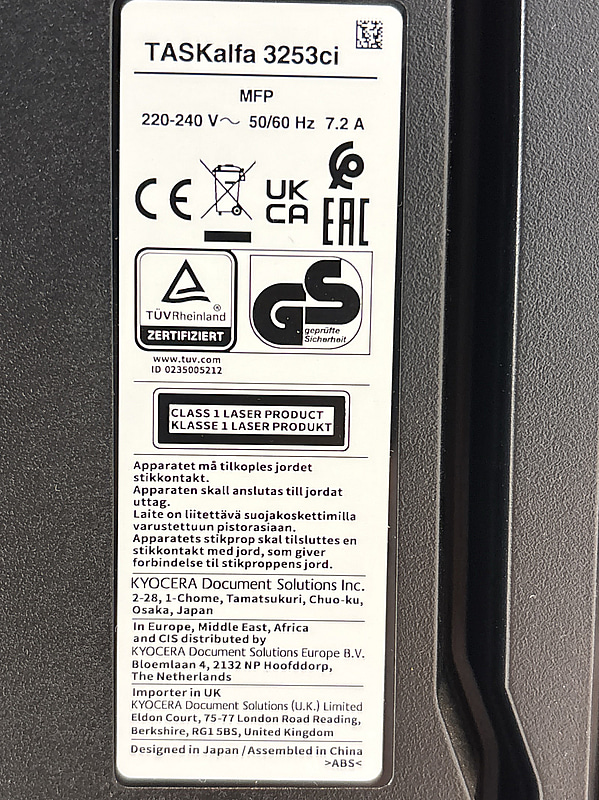 TASKalfa 3253ci
MFP
220-240 V～ 50/60 Hz 7.2 A
CE
UK
CA
EAC
TÜVRheinland®
ZERTIFIZIERT
GS
geprüfte
Sicherheit
www.tuv.com
ID 0235005212
CLASS 1 LASER PRODUCT
KLASSE 1 LASER PRODUKT
Apparatet må tilkoples jordet
stikkontakt.
Apparaten skall anslutas till jordat
uttag.
Laite on liitettävä suojakoskettimilla
varustettuun pistorasiaan.
Apparatets stikprop skal tilsluttes en
stikkontakt med jord, som giver
forbindelse til stikproppens jord.
KYOCERA Document Solutions Inc.
2-28, 1-Chome, Tamatsukuri, Chuo-ku,
Osaka, Japan
In Europe, Middle East, Africa
and CIS distributed by
KYOCERA Document Solutions Europe B.V.
Bloemlaan 4, 2132 NP Hoofddorp,
The Netherlands
Importer in UK
KYOCERA Document Solutions (U.K.) Limited
Eldon Court, 75-77 London Road Reading,
Berkshire, RG1 5BS, United Kingdom
Designed in Japan / Assembled in China
>ABS<